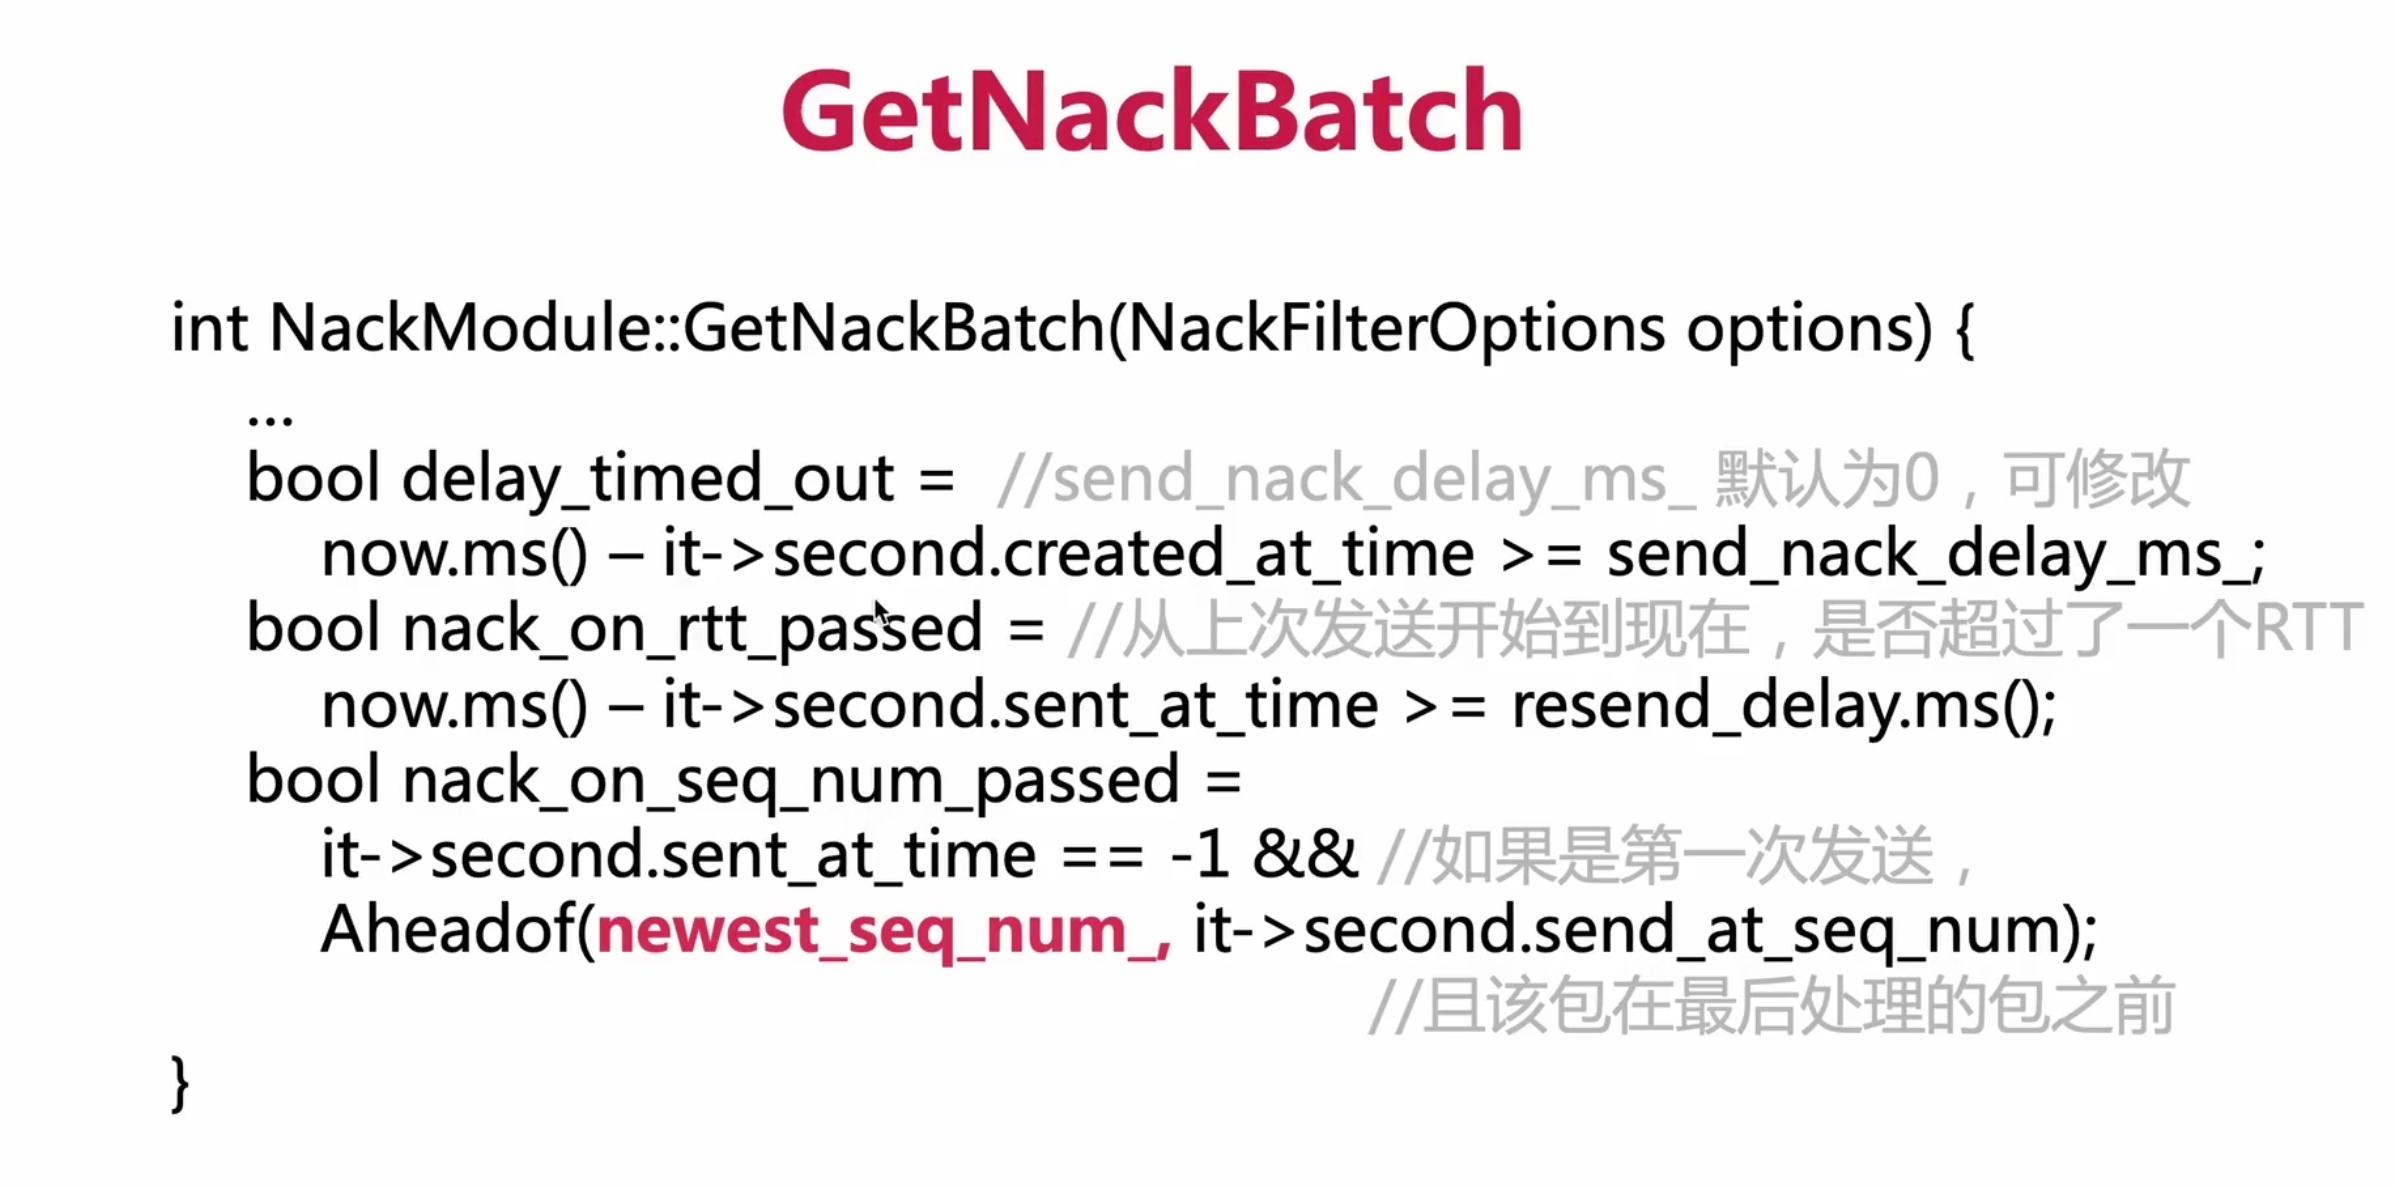 GetNackBatch
int NackModule::GetNackBatch(NackFilterOptions options) {
...
bool delay_timed_out = //send_nack_delay_ms_ 默认为0，可修改
now.ms() – it->second.created_at_time >= send_nack_delay_ms_;
bool nack_on_rtt_passed = //从上次发送开始到现在，是否超过了一个RTT
now.ms() – it->second.sent_at_time >= resend_delay.ms();
bool nack_on_seq_num_passed =
it->second.sent_at_time == -1 && //如果是第一次发送，
Aheadof(newest_seq_num_, it->second.send_at_seq_num);
//且该包在最后处理的包之前
}